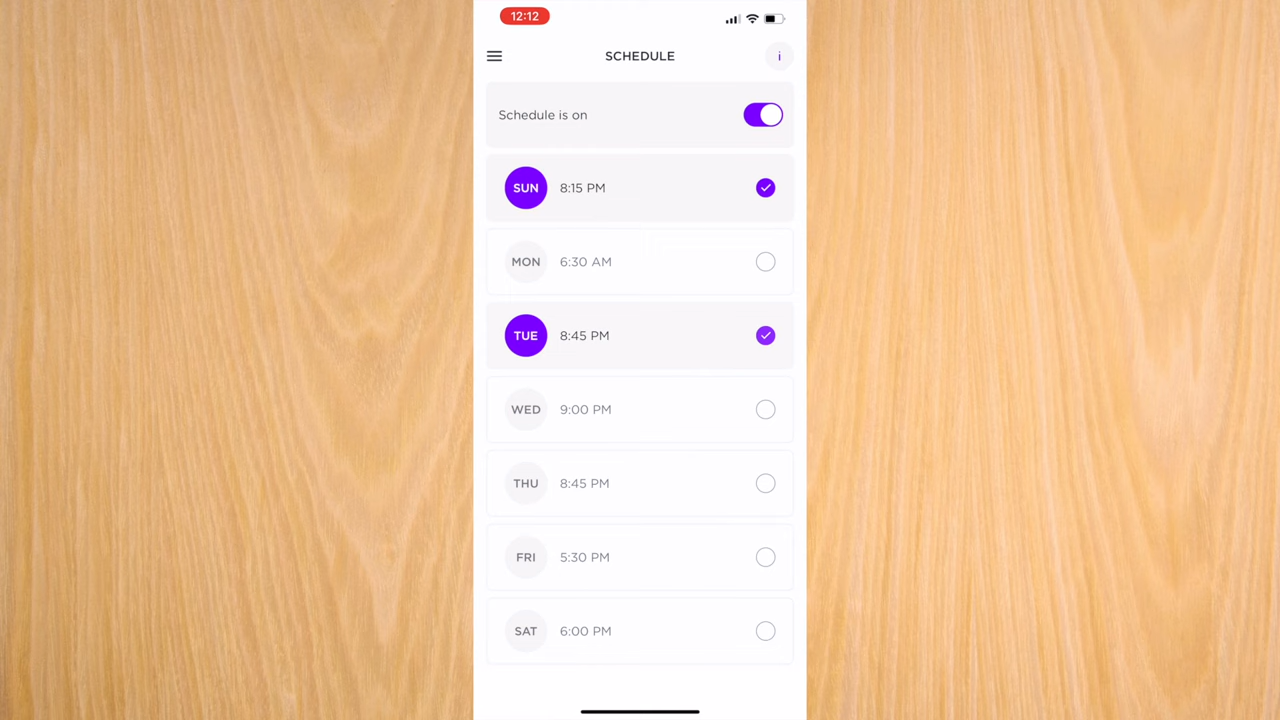 12:12
SCHEDULE
i
Schedule is on
SUN 8:15 PM
MON 6:30 AM
TUE 8:45 PM
WED 9:00 PM
THU 8:45 PM
FRI 5:30 PM
SAT 6:00 PM